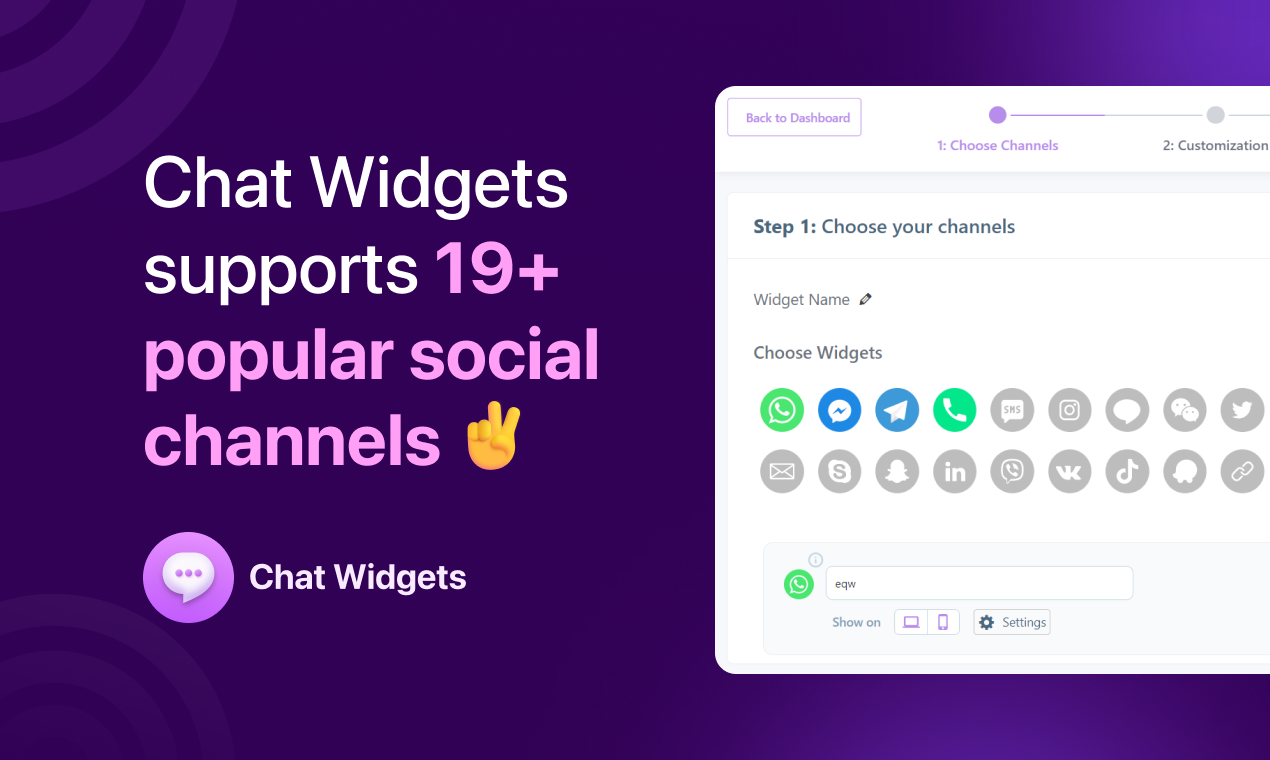 Chat Widgets
supports 19+
popular social
channels ✌️
Chat Widgets
Back to Dashboard
1: Choose Channels
2: Customization
Step 1: Choose your channels
Widget Name
Choose Widgets
SMS
eqw
Show on
Settings